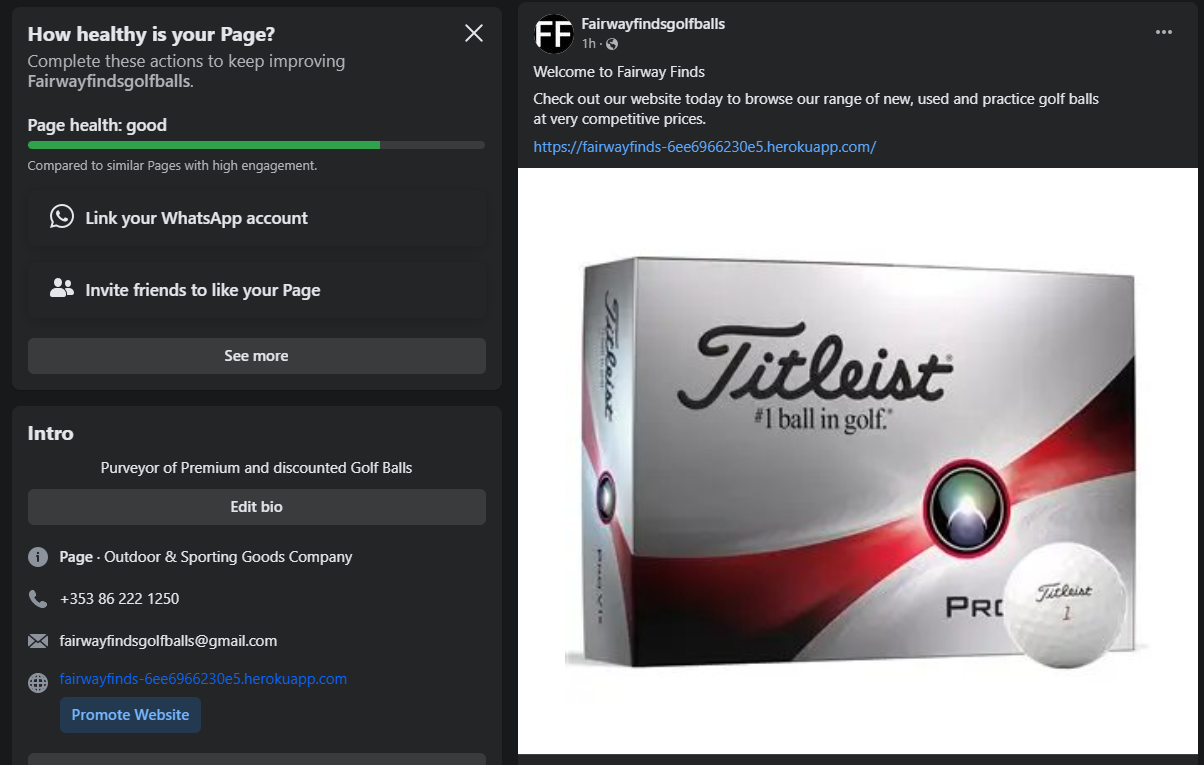 How healthy is your Page?
Complete these actions to keep improving
Fairwayfindsgolfballs.
Page health: good
Compared to similar Pages with high engagement.
Link your WhatsApp account
Invite friends to like your Page
See more
Intro
Purveyor of Premium and discounted Golf Balls
Edit bio
Page · Outdoor & Sporting Goods Company
+353 86 222 1250
fairwayfindsgolfballs@gmail.com
fairwayfinds-6ee6966230e5.herokuapp.com
Promote Website
FF
Fairwayfindsgolfballs
1h ·
Welcome to Fairway Finds
Check out our website today to browse our range of new, used and practice golf balls
at very competitive prices.
https://fairwayfinds-6ee6966230e5.herokuapp.com/
Titleist
Titleist®
#1 ball in golf.®
PRO V1x
PRO
Titleist
1